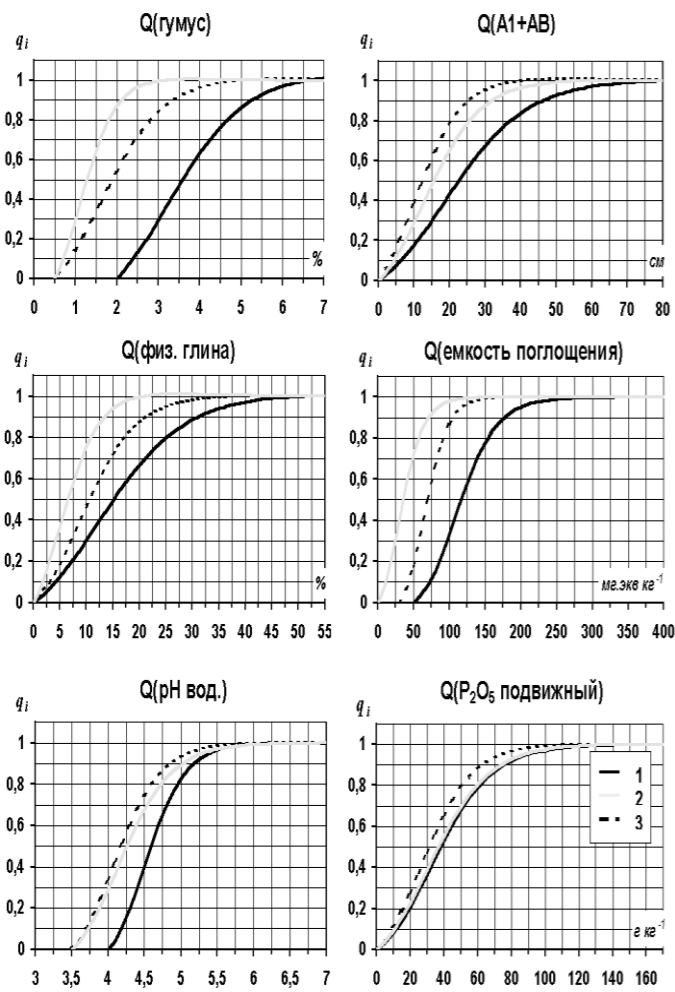 Q(гумус)
q i
1
0,8
0,6
0,4
0,2
0
%
0 1 2 3 4 5 6 7
Q(A1+AB)
q i
1
0,8
0,6
0,4
0,2
0
см
0 10 20 30 40 50 60 70 80
Q(физ. глина)
q i
1
0,8
0,6
0,4
0,2
0
%
0 5 10 15 20 25 30 35 40 45 50 55
Q(емкость поглощения)
q i
1
0,8
0,6
0,4
0,2
0
мг.экв кг⁻¹
0 50 100 150 200 250 300 350 400
Q(pH вод.)
q i
1
0,8
0,6
0,4
0,2
0
3 3,5 4 4,5 5 5,5 6 6,5 7
Q(P₂O₅ подвижный)
q i
1
0,8
0,6
0,4
0,2
0
1
2
3
г кг⁻¹
0 20 40 60 80 100 120 140 160